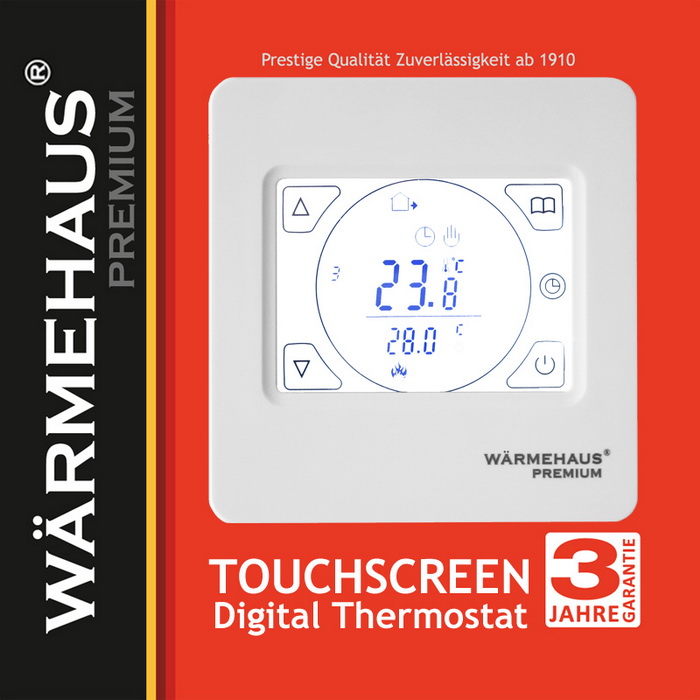 WÄRMEHAUS®
PREMIUM
Prestige Qualität Zuverlässigkeit ab 1910
3
23.8 °C
28.0 °C
WÄRMEHAUS®
PREMIUM
TOUCHSCREEN
Digital Thermostat
3
JAHRE
GARANTIE